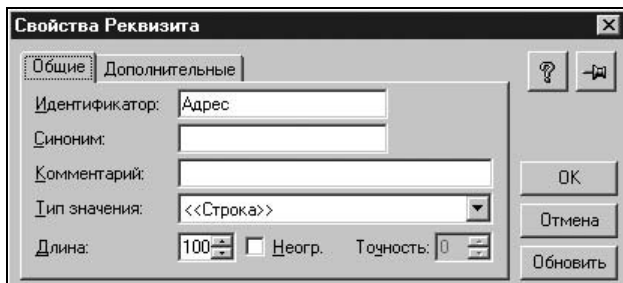 Свойства Реквизита
Общие Дополнительные
Идентификатор: Адрес
Синоним:
Комментарий:
Тип значения: <<Строка>>
Длина: 100 Неогр. Точность: 0
OK
Отмена
Обновить